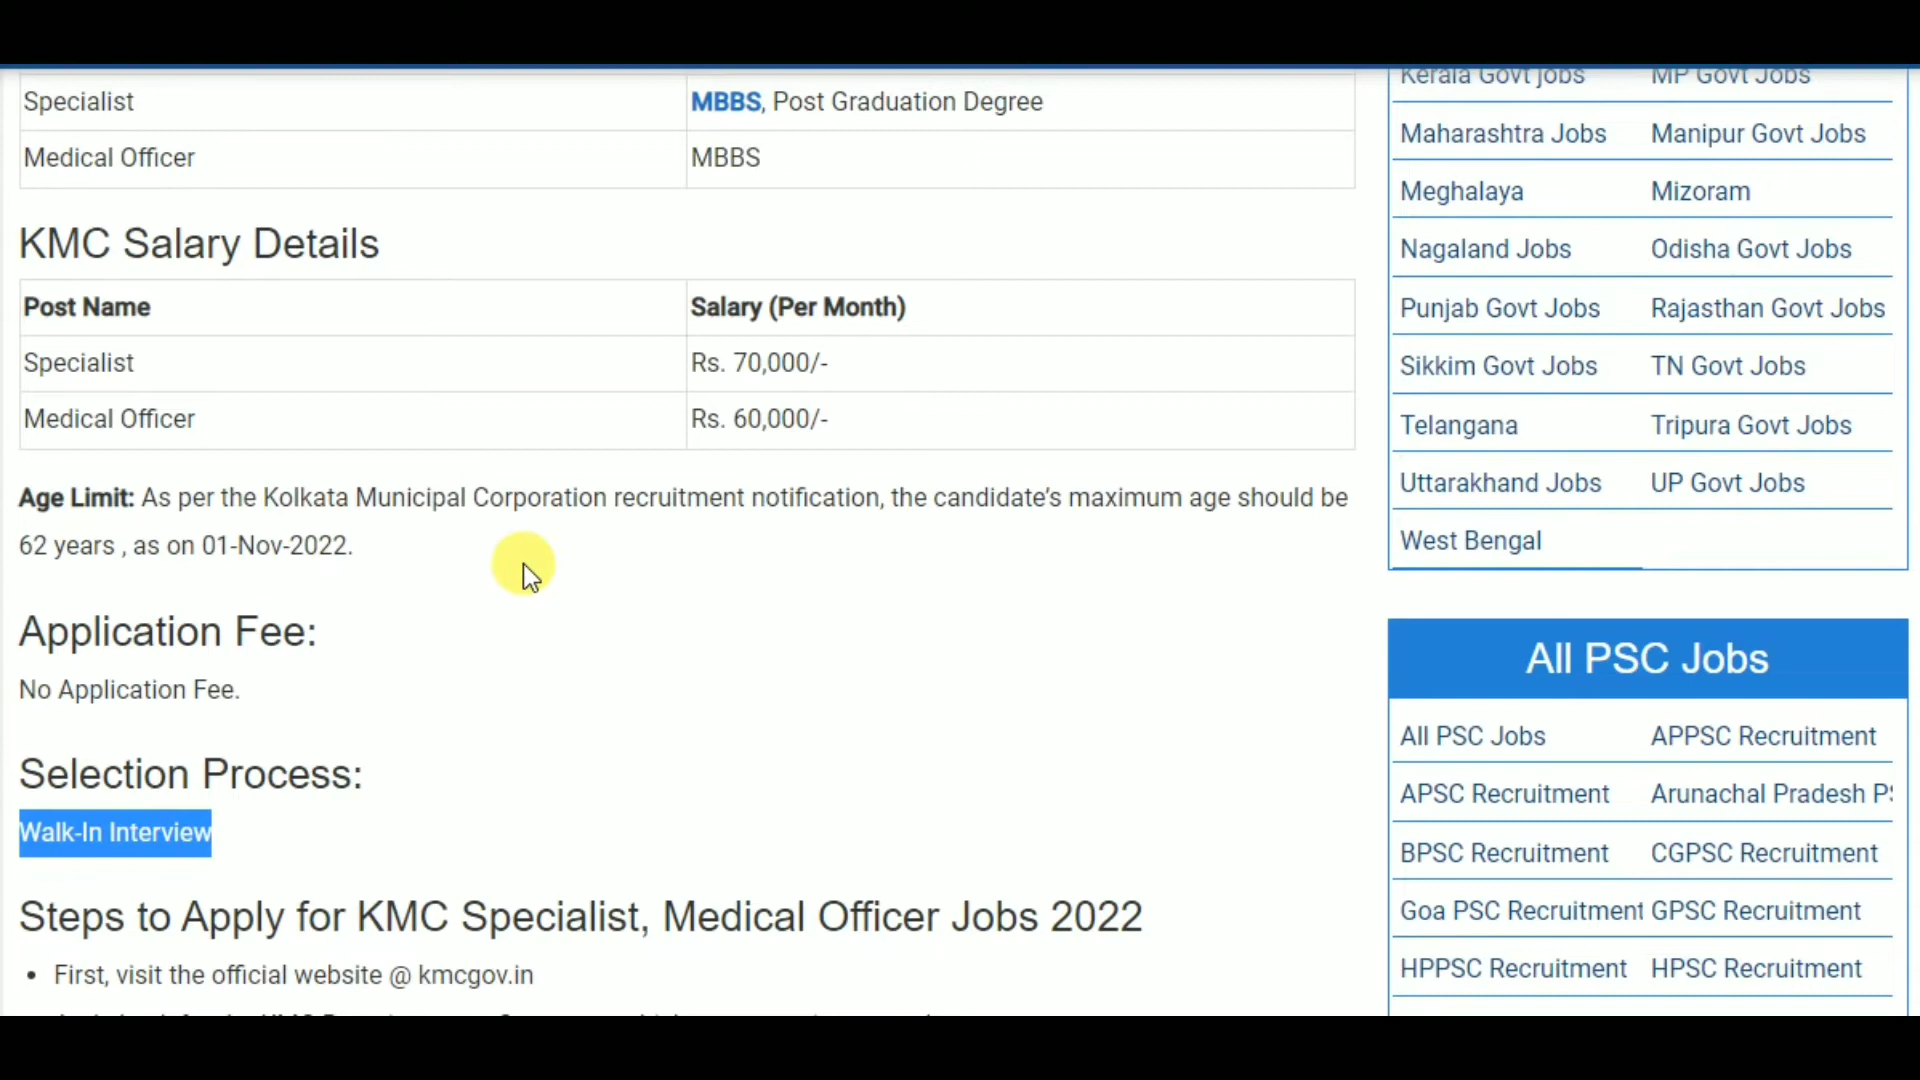 Specialist MBBS, Post Graduation Degree
Medical Officer MBBS
KMC Salary Details
Post Name Salary (Per Month)
Specialist Rs. 70,000/-
Medical Officer Rs. 60,000/-
Age Limit: As per the Kolkata Municipal Corporation recruitment notification, the candidate's maximum age should be
62 years , as on 01-Nov-2022.
Application Fee:
No Application Fee.
Selection Process:
Walk-In Interview
Steps to Apply for KMC Specialist, Medical Officer Jobs 2022
• First, visit the official website @ kmcgov.in
Kerala Govt jobs MP Govt Jobs
Maharashtra Jobs Manipur Govt Jobs
Meghalaya Mizoram
Nagaland Jobs Odisha Govt Jobs
Punjab Govt Jobs Rajasthan Govt Jobs
Sikkim Govt Jobs TN Govt Jobs
Telangana Tripura Govt Jobs
Uttarakhand Jobs UP Govt Jobs
West Bengal
All PSC Jobs
All PSC Jobs APPSC Recruitment
APSC Recruitment Arunachal Pradesh PS
BPSC Recruitment CGPSC Recruitment
Goa PSC Recruitment GPSC Recruitment
HPPSC Recruitment HPSC Recruitment